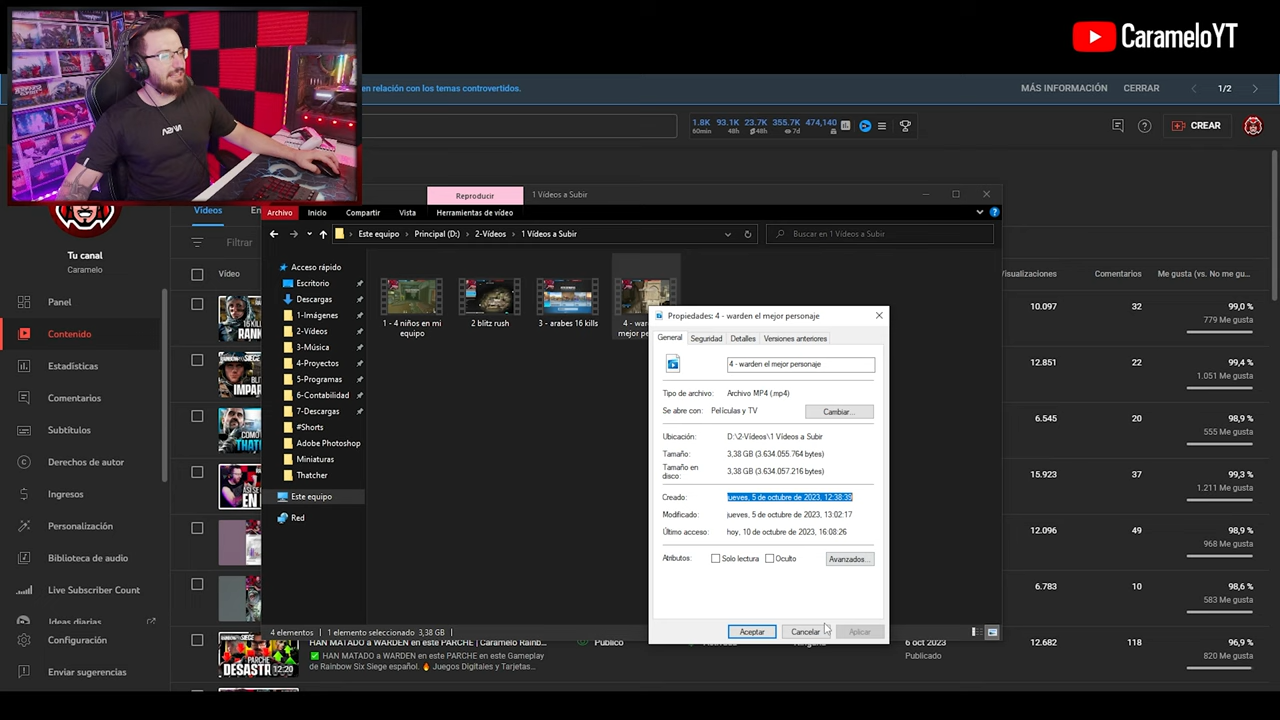 CarameloYT
en relación con los temas controvertidos.
MÁS INFORMACIÓN
CERRAR
1/2
1.8K 93.1K 23.7K 355.7K 474,140
60min 48h 48h 7d
CREAR
Reproducir
1 Vídeos a Subir
Archivo
Inicio
Compartir
Vista
Herramientas de vídeo
Este equipo > Principal (D:) > 2-Vídeos > 1 Vídeos a Subir
Buscar en 1 Vídeos a Subir
Tu canal
Caramelo
Panel
Contenido
Estadísticas
Comentarios
Subtítulos
Derechos de autor
Ingresos
Personalización
Biblioteca de audio
Live Subscriber Count
Ideas diarias
Configuración
Enviar sugerencias
Videos
Filtrar
Vídeo
Acceso rápido
Escritorio
Descargas
1-Imágenes
2-Vídeos
3-Música
4-Proyectos
5-Programas
6-Contabilidad
7-Descargas
#Shorts
Adobe Photoshop
Miniaturas
Thatcher
Este equipo
Red
1 - 4 niños en mi
equipo
2 blitz rush
3 - arabes 16 kills
4 elementos
1 elemento seleccionado 3,38 GB
Propiedades: 4 - warden el mejor personaje
General
Seguridad
Detalles
Versiones anteriores
4 - warden el mejor personaje
Tipo de archivo: Archivo MP4 (.mp4)
Se abre con: Películas y TV
Cambiar...
Ubicación: D:\2-Vídeos\1 Vídeos a Subir
Tamaño: 3,38 GB (3.634.055.764 bytes)
Tamaño en
disco: 3,38 GB (3.634.057.216 bytes)
Creado: jueves, 5 de octubre de 2023, 12:38:39
Modificado: jueves, 5 de octubre de 2023, 13:02:17
Último acceso: hoy, 10 de octubre de 2023, 16:08:26
Atributos:
Solo lectura
Oculto
Avanzados...
Aceptar
Cancelar
Aplicar
Comentarios
Me gusta (vs. No me gu...
10.097 32 99,0 %
779 Me gusta
12.851 22 99,4 %
1.051 Me gusta
6.545 20 98,9 %
555 Me gusta
15.923 37 99,3 %
1.211 Me gusta
12.096 49 98,9 %
968 Me gusta
6.783 10 98,6 %
583 Me gusta
12.682 118 96,9 %
820 Me gusta
HAN MATADO a WARDEN en este PARCHE | Caramelo Rainb...
HAN MATADO a WARDEN en este PARCHE en este Gameplay
de Rainbow Six Siege español. 🔥 Juegos Digitales y Tarjetas...
Público
6 oct 2023
Publicado
PARCHE
DESASTR
12:20